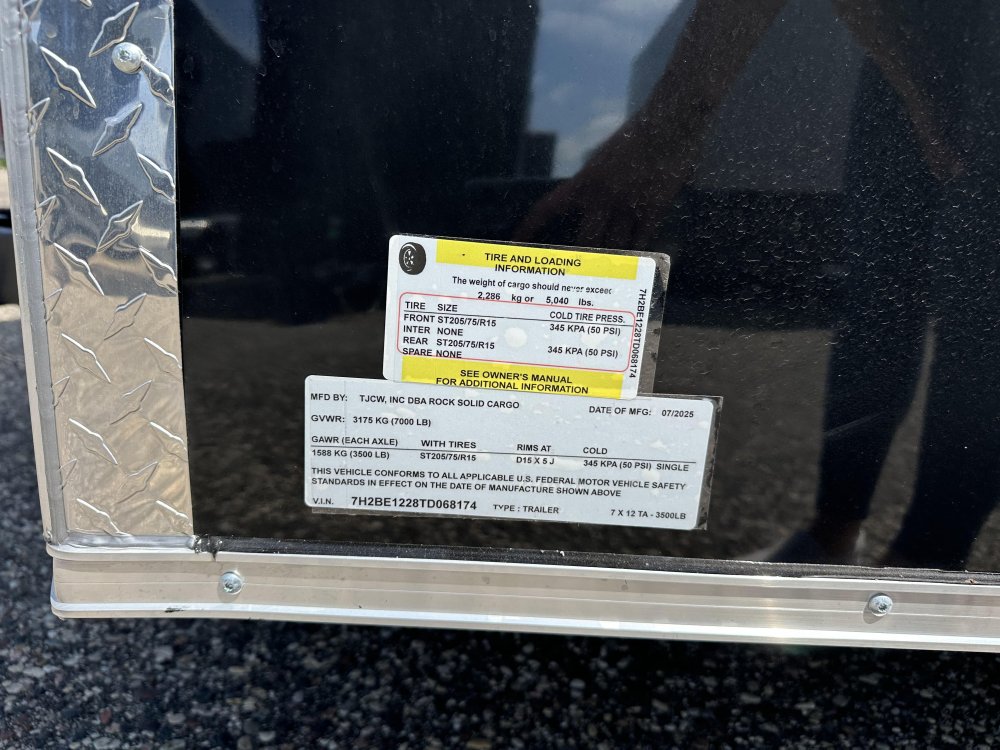 TIRE AND LOADING
INFORMATION
The weight of cargo should never exceed
2,286 kg or 5,040 lbs.
TIRE SIZE COLD TIRE PRESS.
FRONT ST205/75/R15 345 KPA (50 PSI)
INTER NONE
REAR ST205/75/R15 345 KPA (50 PSI)
SPARE NONE
SEE OWNER'S MANUAL
FOR ADDITIONAL INFORMATION
7H2BE1228TD068174
MFD BY: TJCW, INC DBA ROCK SOLID CARGO DATE OF MFG: 07/2025
GVWR: 3175 KG (7000 LB)
GAWR (EACH AXLE) WITH TIRES RIMS AT COLD
1588 KG (3500 LB) ST205/75/R15 D15 X 5 J 345 KPA (50 PSI) SINGLE
THIS VEHICLE CONFORMS TO ALL APPLICABLE U.S. FEDERAL MOTOR VEHICLE SAFETY
STANDARDS IN EFFECT ON THE DATE OF MANUFACTURE SHOWN ABOVE
V.I.N. 7H2BE1228TD068174 TYPE : TRAILER 7 X 12 TA - 3500LB